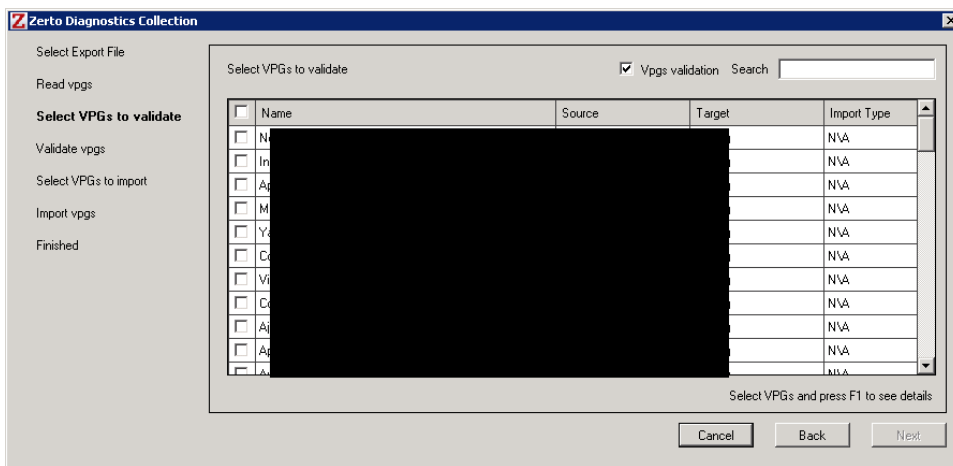 Z Zerto Diagnostics Collection
Select Export File
Read vpgs
Select VPGs to validate
Validate vpgs
Select VPGs to import
Import vpgs
Finished
Select VPGs to validate Vpgs validation Search
Name Source Target Import Type
N\A
N\A
N\A
M N\A
N\A
N\A
Vi N\A
N\A
Aj N\A
N\A
N\A
Select VPGs and press F1 to see details
Cancel Back Next